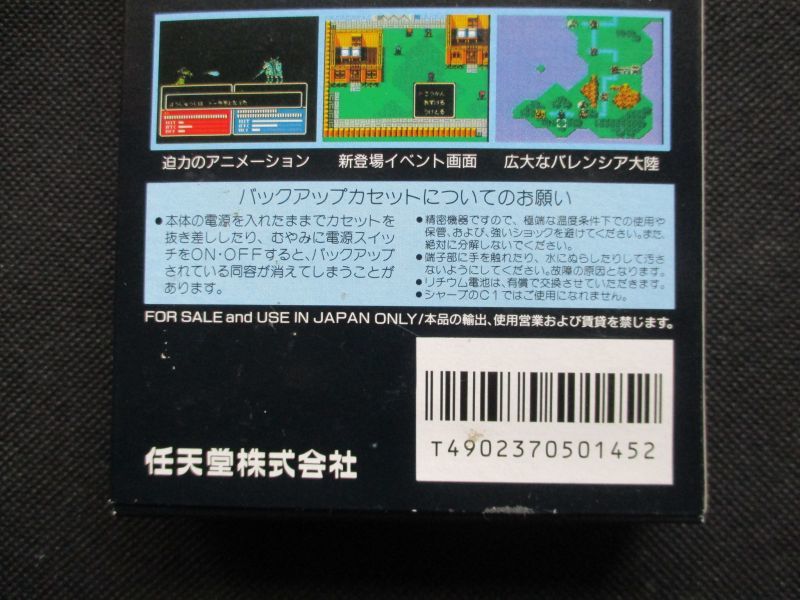 こうかん
あずける
うけとる
迫力のアニメーション
新登場イベント画面
広大なバレンシア大陸
バックアップカセットについてのお願い
●本体の電源を入れたままでカセットを
抜き差ししたり、むやみに電源スイッ
チをON・OFFすると、バックアップ
されている同容が消えてしまうことが
あります。
●精密機器ですので、極端な温度条件下での使用や
保管、および、強いショックを避けてください。また、
絶対に分解しないでください。
●端子部に手を触れたり、水にぬらしたりして汚さ
ないようにしてください。故障の原因となります。
●リチウム電池は、有償で交換させていただきます。
●シャープのC1ではご使用になれません。
FOR SALE and USE IN JAPAN ONLY/本品の輸出、使用営業および賃貸を禁じます。
T4902370501452
任天堂株式会社